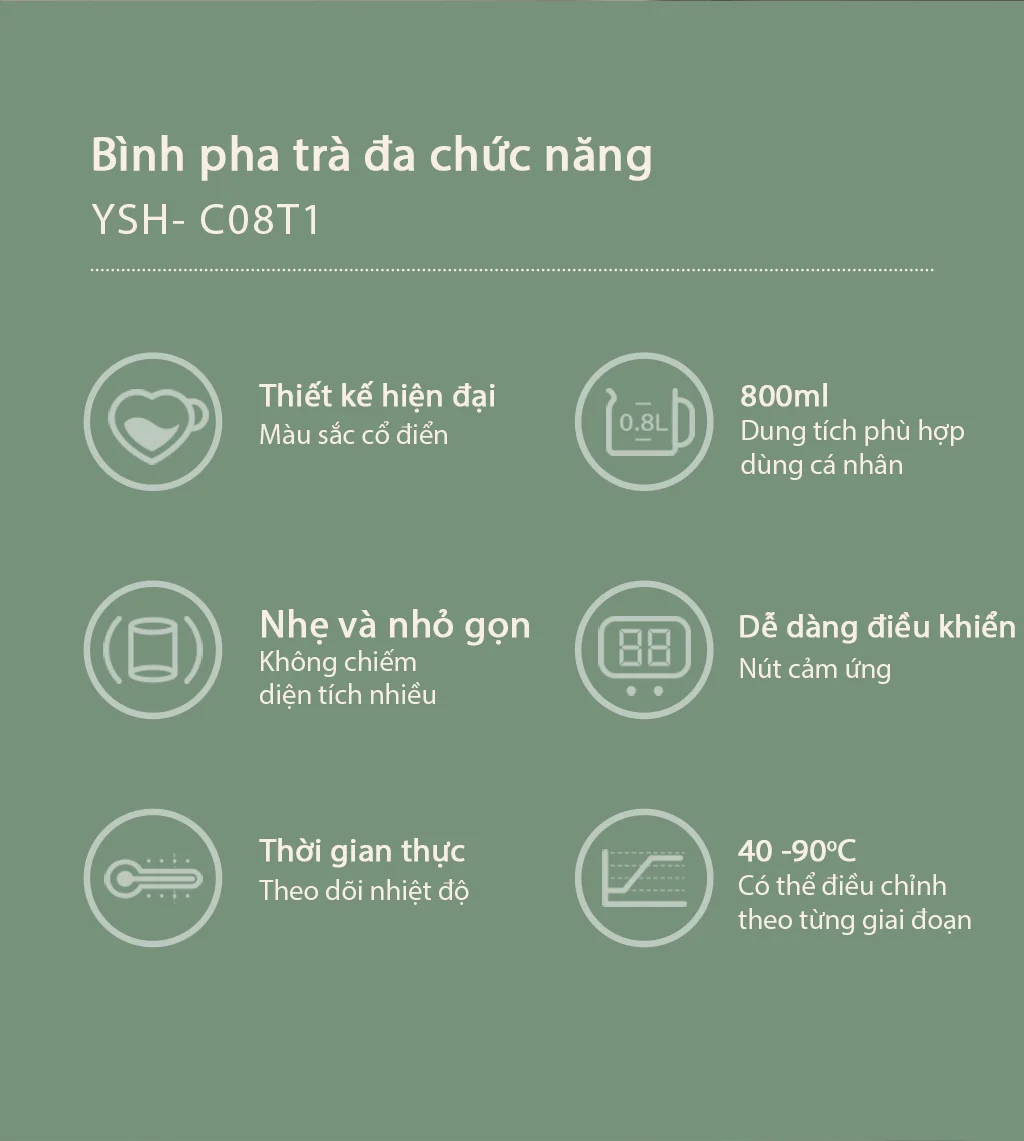 Bình pha trà đa chức năng
YSH- C08T1
Thiết kế hiện đại
Màu sắc cổ điển
0.8L
800ml
Dung tích phù hợp
dùng cá nhân
Nhẹ và nhỏ gọn
Không chiếm
diện tích nhiều
88
Dễ dàng điều khiển
Nút cảm ứng
Thời gian thực
Theo dõi nhiệt độ
40 -90ºC
Có thể điều chỉnh
theo từng giai đoạn